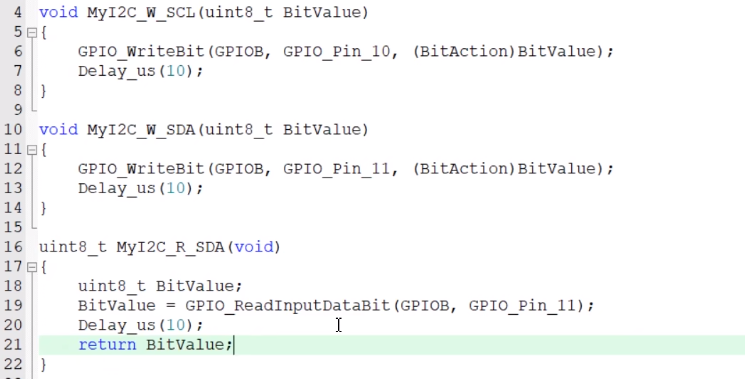 4 void MyI2C_W_SCL(uint8_t BitValue)
5 {
6     GPIO_WriteBit(GPIOB, GPIO_Pin_10, (BitAction)BitValue);
7     Delay_us(10);
8 }
9
10 void MyI2C_W_SDA(uint8_t BitValue)
11 {
12     GPIO_WriteBit(GPIOB, GPIO_Pin_11, (BitAction)BitValue);
13     Delay_us(10);
14 }
15
16 uint8_t MyI2C_R_SDA(void)
17 {
18     uint8_t BitValue;
19     BitValue = GPIO_ReadInputDataBit(GPIOB, GPIO_Pin_11);
20     Delay_us(10);
21     return BitValue;
22 }